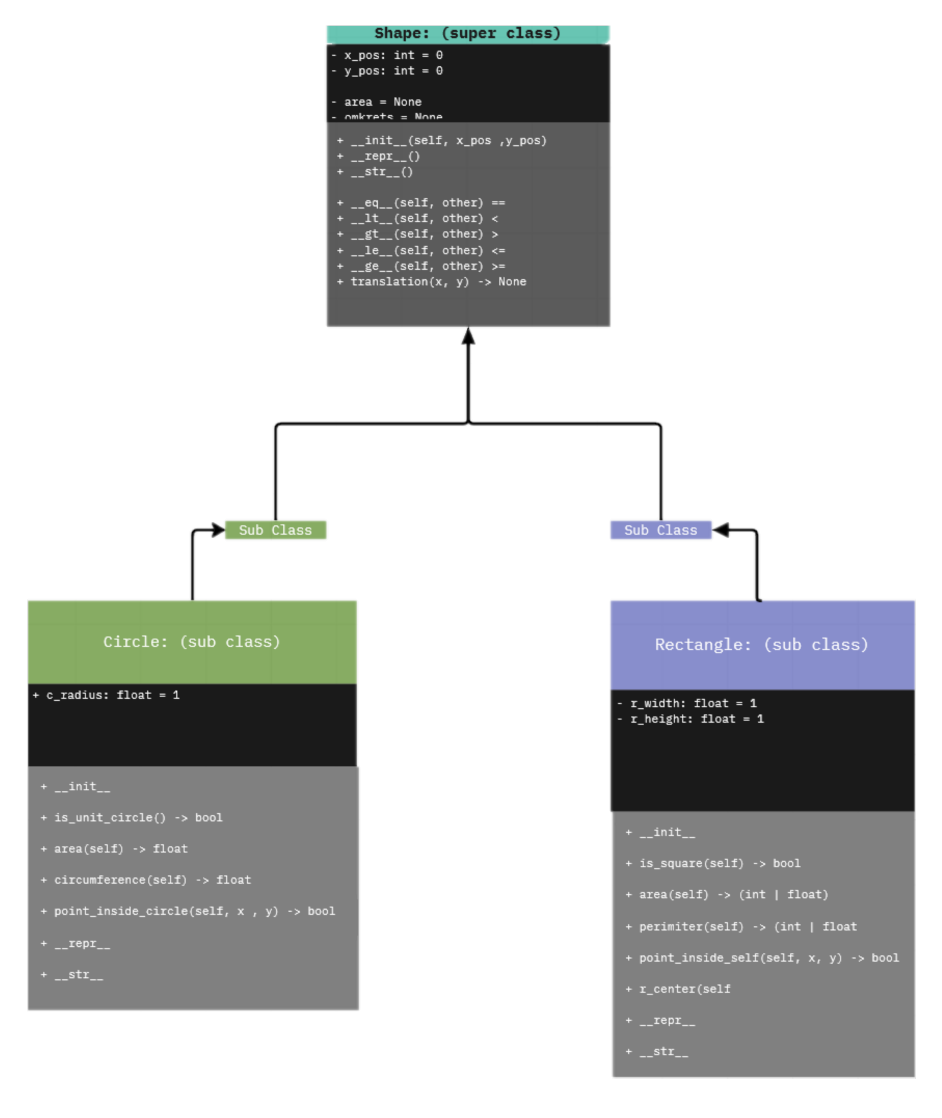 Shape: (super class)
- x_pos: int = 0
- y_pos: int = 0
- area = None
- omkrets = None
+ __init__(self, x_pos ,y_pos)
+ __repr__()
+ __str__()
+ __eq__(self, other) ==
+ __lt__(self, other) <
+ __gt__(self, other) >
+ __le__(self, other) <=
+ __ge__(self, other) >=
+ translation(x, y) -> None
Sub Class
Sub Class
Circle: (sub class)
+ c_radius: float = 1
+ __init__
+ is_unit_circle() -> bool
+ area(self) -> float
+ circumference(self) -> float
+ point_inside_circle(self, x , y) -> bool
+ __repr__
+ __str__
Rectangle: (sub class)
- r_width: float = 1
- r_height: float = 1
+ __init__
+ is_square(self) -> bool
+ area(self) -> (int | float)
+ perimiter(self) -> (int | float
+ point_inside_self(self, x, y) -> bool
+ r_center(self
+ __repr__
+ __str__